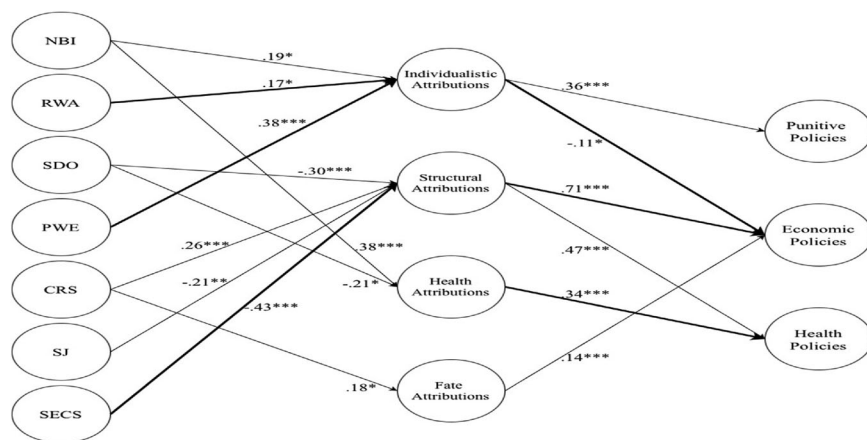 NBI
RWA
SDO
PWE
CRS
SJ
SECS
.19*
.17*
.38***
-.30***
.26***
-.21**
-.43***
.38***
-.21*
.18*
Individualistic
Attributions
Structural
Attributions
Health
Attributions
Fate
Attributions
.36***
-.11*
.71***
.47***
.34***
.14***
Punitive
Policies
Economic
Policies
Health
Policies